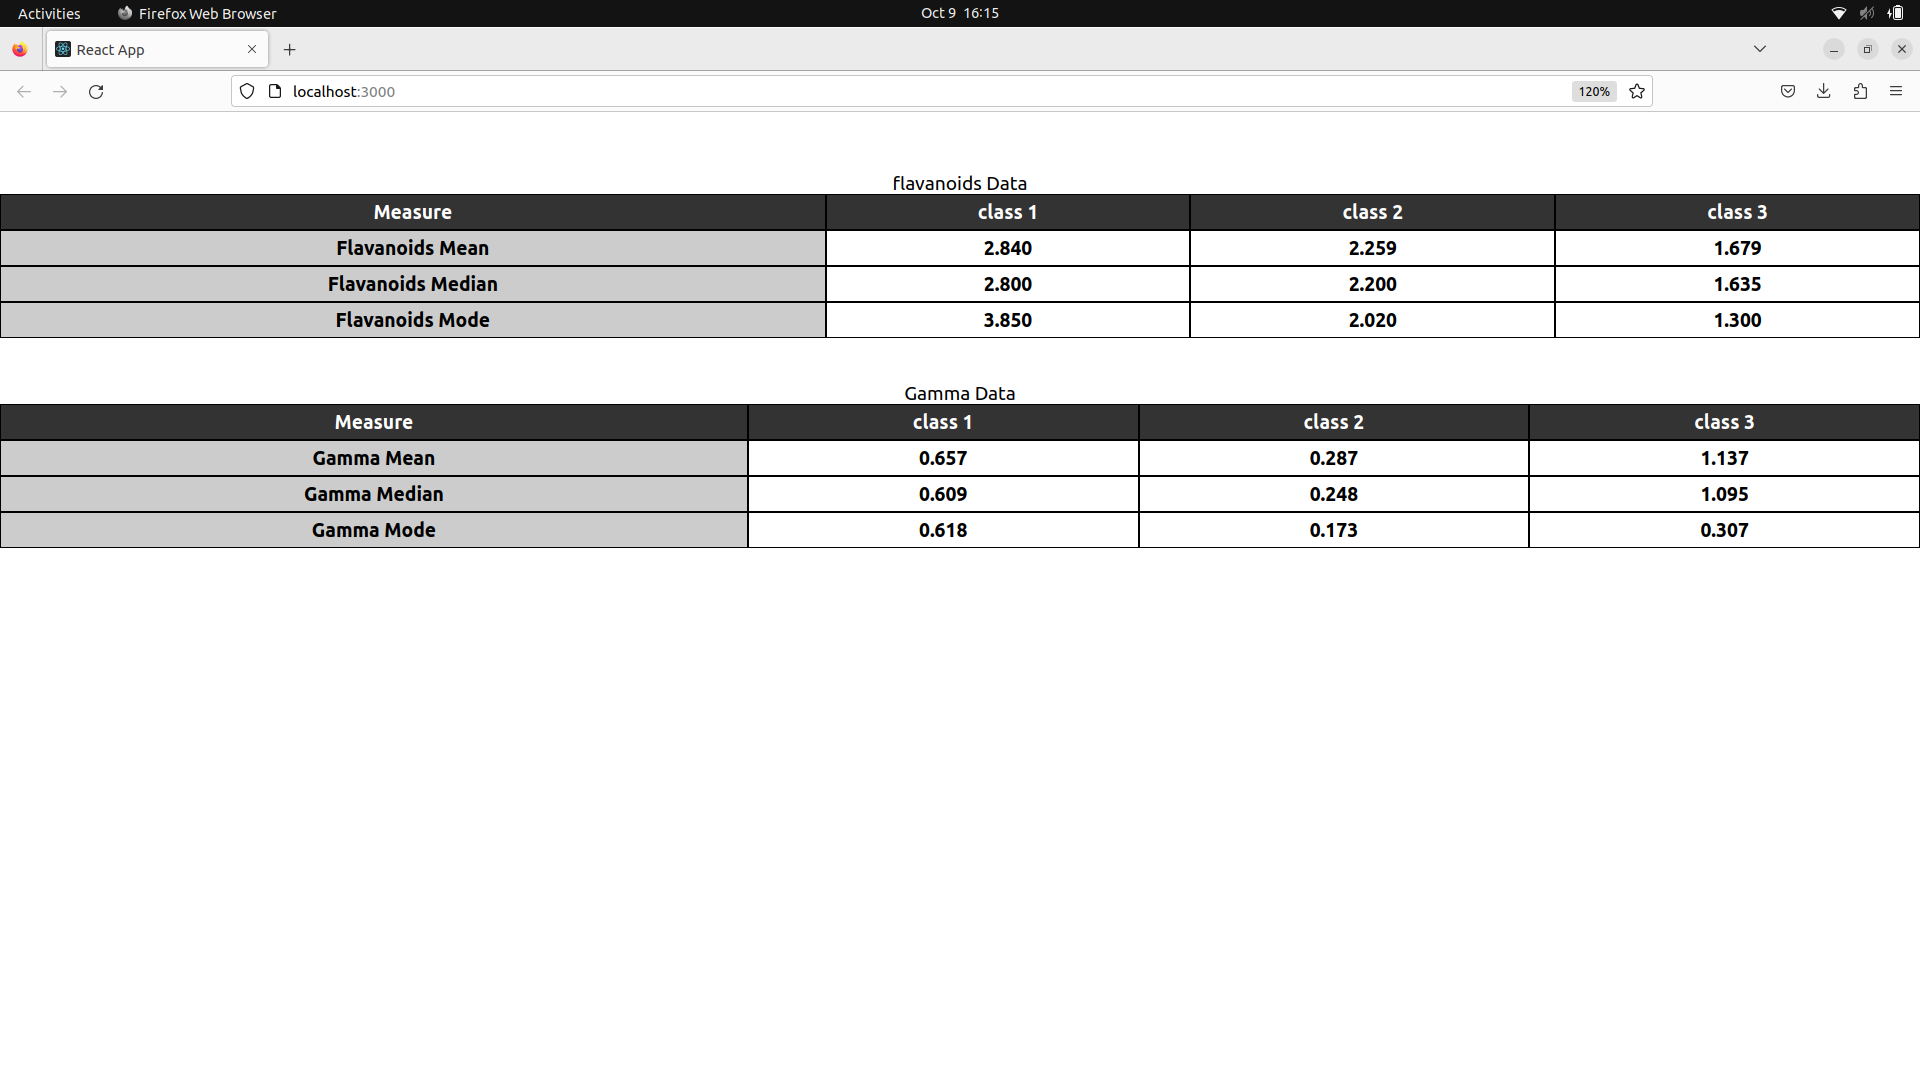 Activities Firefox Web Browser Oct 9 16:15
React App
localhost:3000 120%
flavanoids Data
Measure class 1 class 2 class 3
Flavanoids Mean 2.840 2.259 1.679
Flavanoids Median 2.800 2.200 1.635
Flavanoids Mode 3.850 2.020 1.300
Gamma Data
Measure class 1 class 2 class 3
Gamma Mean 0.657 0.287 1.137
Gamma Median 0.609 0.248 1.095
Gamma Mode 0.618 0.173 0.307